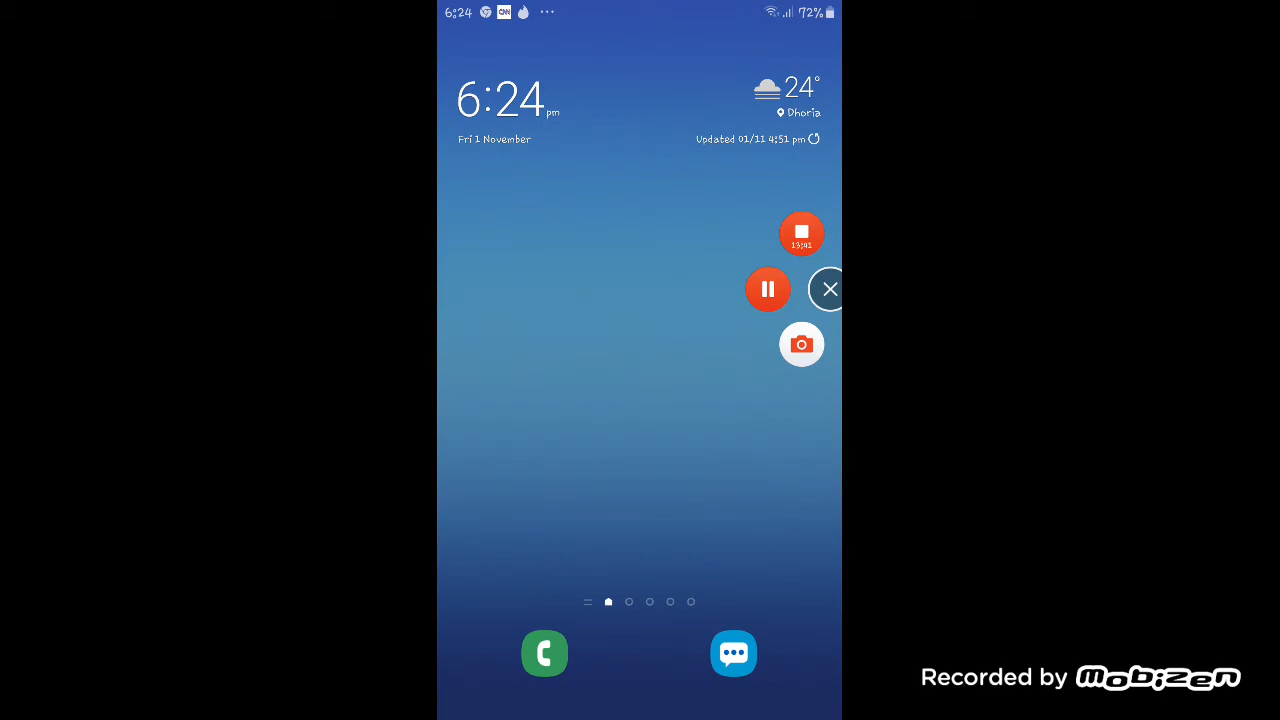 6:24 CNN 72%
6:24 pm
24°
Dhoria
Fri 1 November
Updated 01/11 4:51 pm
13:41
Recorded by mobizen